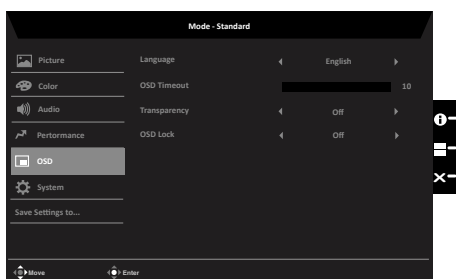 Mode - Standard
Picture
Language
English
Color
OSD Timeout
10
Audio
Transparency
Off
Pertormance
OSD Lock
Off
OSD
System
Save Settings to...
Move
Enter